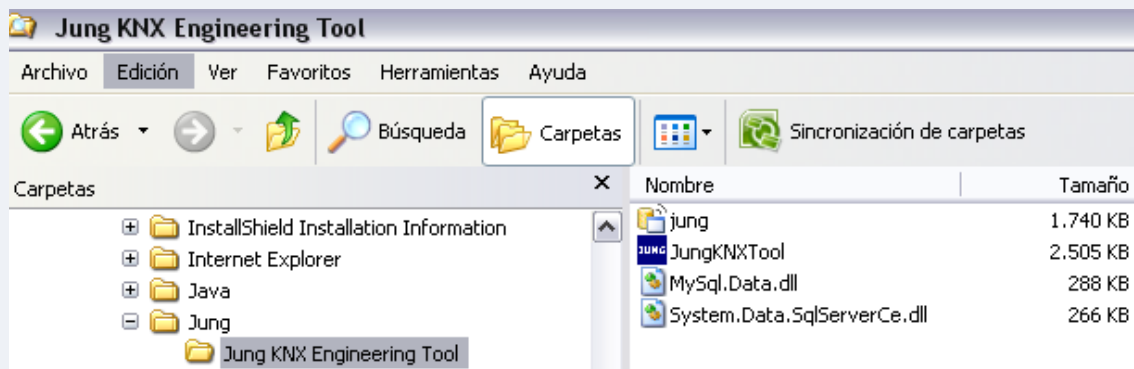 Jung KNX Engineering Tool
Archivo Edición Ver Favoritos Herramientas Ayuda
Atrás Búsqueda Carpetas Sincronización de carpetas
Carpetas × Nombre Tamaño
InstallShield Installation Information jung 1.740 KB
Internet Explorer JUNG JungKNXTool 2.505 KB
Java MySql.Data.dll 288 KB
Jung System.Data.SqlServerCe.dll 266 KB
Jung KNX Engineering Tool